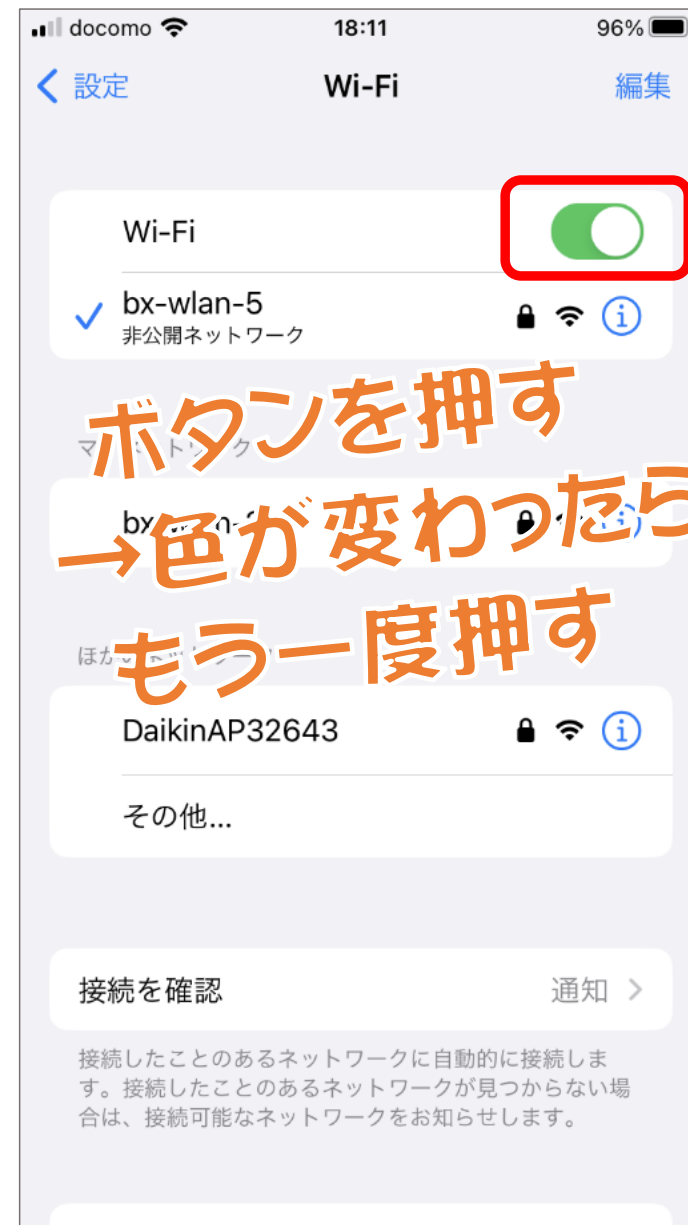 docomo 18:11 96%
設定 Wi-Fi 編集
Wi-Fi
bx-wlan-5
非公開ネットワーク
ボタンを押す
→色が変わったら
もう一度押す
DaikinAP32643
その他...
接続を確認 通知
接続したことのあるネットワークに自動的に接続しま
す。接続したことのあるネットワークが見つからない場
合は、接続可能なネットワークをお知らせします。